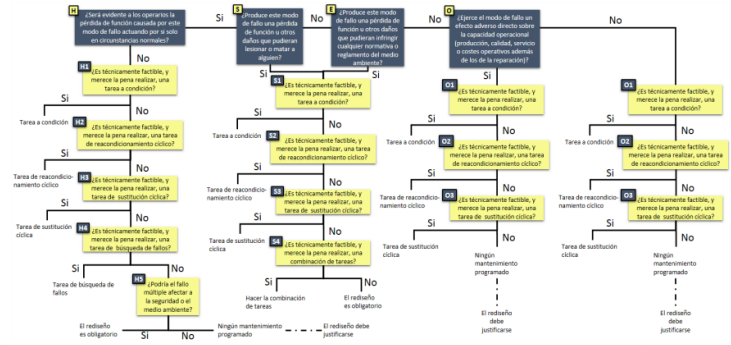 H
¿Será evidente a los operarios la
pérdida de función causada por este
modo de fallo actuando por si solo
en circunstancias normales?
Si
S
¿Produce este modo
de fallo una pérdida
de función u otros
daños que pudieran
lesionar o matar a
alguien?
No
E
¿Produce este modo
de fallo una pérdida de
función u otros daños
que pudieran infringir
cualquier normativa o
reglamento del medio
ambiente?
No
O
¿Ejerce el modo de fallo un
efecto adverso directo sobre
la capacidad operacional
(producción, calidad, servicio
o costes operativos además
de los de la reparación)?
No
No
Si
Si
Si
H1
¿Es técnicamente factible, y
merece la pena realizar, una
tarea a condición?
Si
No
Tarea a condición
H2
¿Es técnicamente factible, y
merece la pena realizar, una tarea
de reacondicionamiento cíclico?
Si
No
Tarea de reacondicio-
namiento cíclico
H3
¿Es técnicamente factible, y
merece la pena realizar, una
tarea de sustitución cíclica?
Si
No
Tarea de sustitución
cíclica
H4
¿Es técnicamente factible, y
merece la pena realizar, una
tarea de búsqueda de fallos?
Si
No
Tarea de búsqueda de
fallos
H5
¿Podría el fallo
múltiple afectar a
la seguridad o el
medio ambiente?
El rediseño
es obligatorio
Si
No
Ningún mantenimiento
programado
El rediseño debe
justificarse
S1
¿Es técnicamente factible, y
merece la pena realizar, una
tarea a condición?
Si
No
Tarea a condición
S2
¿Es técnicamente factible, y
merece la pena realizar, una tarea
de reacondicionamiento cíclico?
Si
No
Tarea de reacondicio-
namiento cíclico
S3
¿Es técnicamente factible, y
merece la pena realizar, una
tarea de sustitución cíclica?
Si
No
Tarea de sustitución
cíclica
S4
¿Es técnicamente factible, y
merece la pena realizar, una
combinación de tareas?
Si
No
Hacer la combinación
de tareas
El rediseño
es obligatorio
O1
¿Es técnicamente factible, y
merece la pena realizar, una
tarea a condición?
Si
No
Tarea a condición
O2
¿Es técnicamente factible, y
merece la pena realizar, una tarea
de reacondicionamiento cíclico?
Si
No
Tarea de reacondicio-
namiento cíclico
O3
¿Es técnicamente factible, y
merece la pena realizar, una
tarea de sustitución cíclica?
Si
No
Tarea de sustitución
cíclica
Ningún
mantenimiento
programado
El rediseño
debe
justificarse
O1
¿Es técnicamente factible, y
merece la pena realizar, una
tarea a condición?
Si
No
Tarea a condición
O2
¿Es técnicamente factible, y
merece la pena realizar, una tarea
de reacondicionamiento cíclico?
Si
No
Tarea de reacondicio-
namiento cíclico
O3
¿Es técnicamente factible, y
merece la pena realizar, una
tarea de sustitución cíclica?
Si
No
Tarea de sustitución
cíclica
Ningún
mantenimiento
programado
El rediseño
debe
justificarse